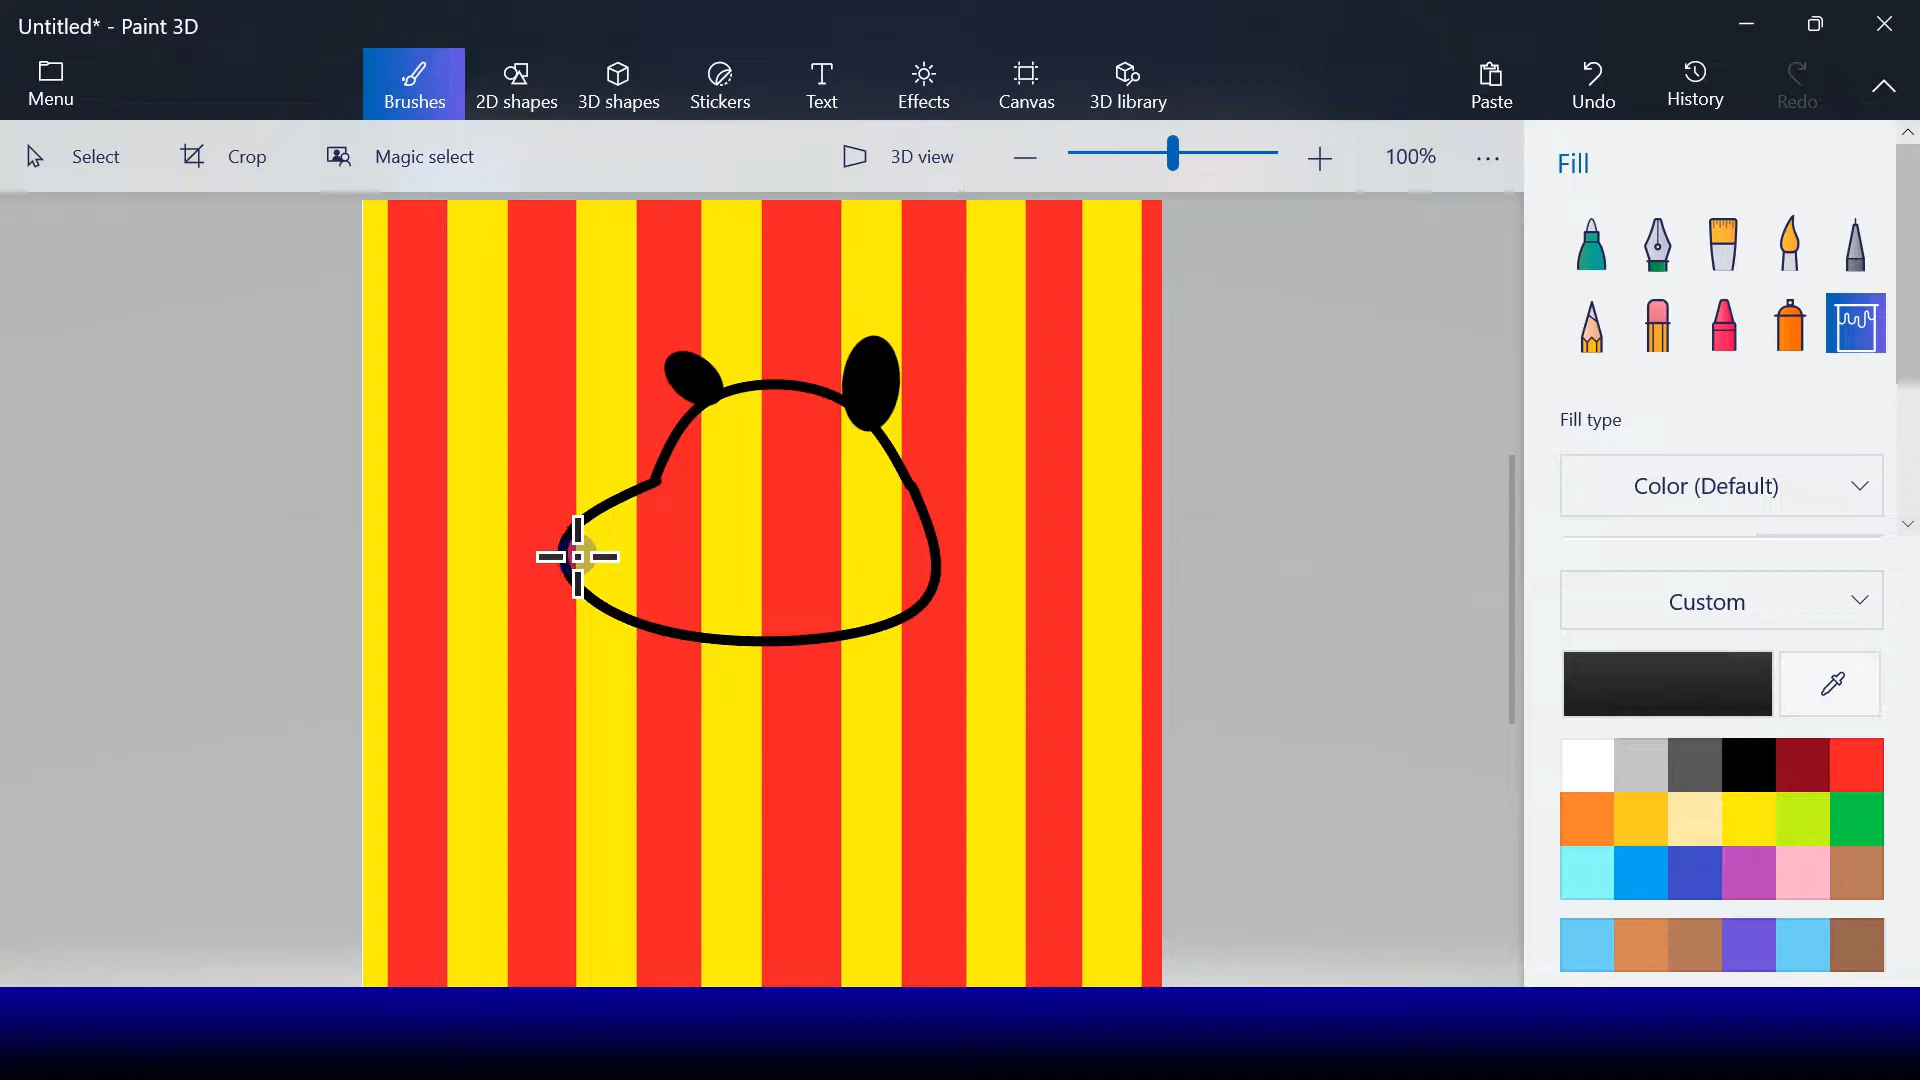 Untitled* - Paint 3D
Menu
Brushes
2D shapes
3D shapes
Stickers
Text
Effects
Canvas
3D library
Paste
Undo
History
Redo
Select
Crop
Magic select
3D view
100%
Fill
Fill type
Color (Default)
Custom